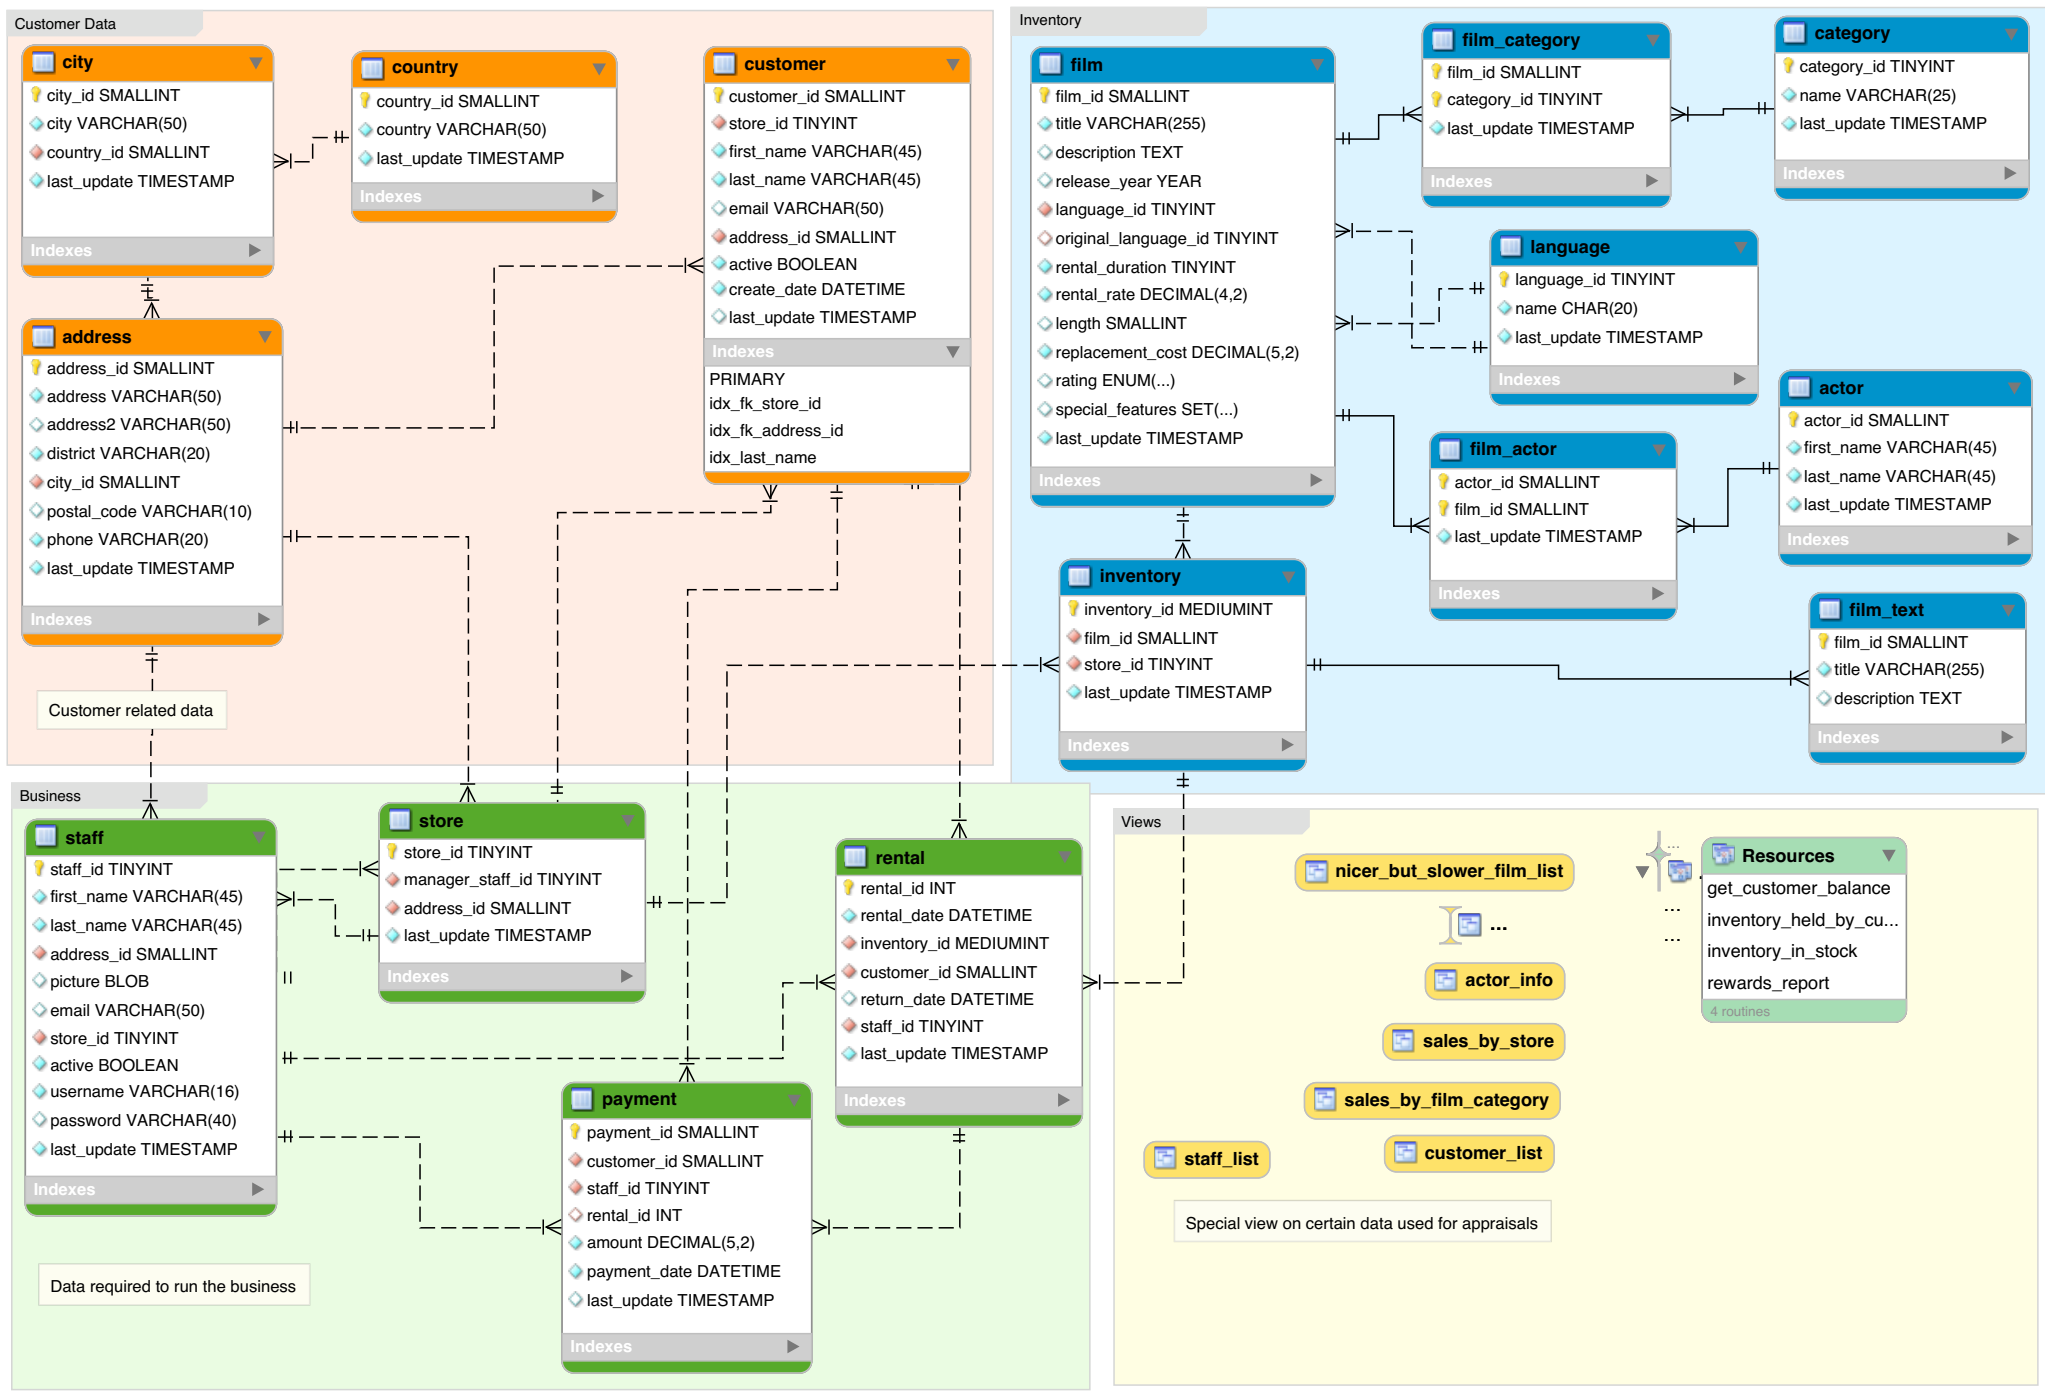 Customer Data
city
city_id SMALLINT
city VARCHAR(50)
country_id SMALLINT
last_update TIMESTAMP
Indexes
country
country_id SMALLINT
country VARCHAR(50)
last_update TIMESTAMP
Indexes
customer
customer_id SMALLINT
store_id TINYINT
first_name VARCHAR(45)
last_name VARCHAR(45)
email VARCHAR(50)
address_id SMALLINT
active BOOLEAN
create_date DATETIME
last_update TIMESTAMP
Indexes
PRIMARY
idx_fk_store_id
idx_fk_address_id
idx_last_name
address
address_id SMALLINT
address VARCHAR(50)
address2 VARCHAR(50)
district VARCHAR(20)
city_id SMALLINT
postal_code VARCHAR(10)
phone VARCHAR(20)
last_update TIMESTAMP
Indexes
Customer related data
Inventory
film
film_id SMALLINT
title VARCHAR(255)
description TEXT
release_year YEAR
language_id TINYINT
original_language_id TINYINT
rental_duration TINYINT
rental_rate DECIMAL(4,2)
length SMALLINT
replacement_cost DECIMAL(5,2)
rating ENUM(...)
special_features SET(...)
last_update TIMESTAMP
Indexes
film_category
film_id SMALLINT
category_id TINYINT
last_update TIMESTAMP
Indexes
category
category_id TINYINT
name VARCHAR(25)
last_update TIMESTAMP
Indexes
language
language_id TINYINT
name CHAR(20)
last_update TIMESTAMP
Indexes
actor
actor_id SMALLINT
first_name VARCHAR(45)
last_name VARCHAR(45)
last_update TIMESTAMP
Indexes
film_actor
actor_id SMALLINT
film_id SMALLINT
last_update TIMESTAMP
Indexes
inventory
inventory_id MEDIUMINT
film_id SMALLINT
store_id TINYINT
last_update TIMESTAMP
Indexes
film_text
film_id SMALLINT
title VARCHAR(255)
description TEXT
Indexes
Business
staff
staff_id TINYINT
first_name VARCHAR(45)
last_name VARCHAR(45)
address_id SMALLINT
picture BLOB
email VARCHAR(50)
store_id TINYINT
active BOOLEAN
username VARCHAR(16)
password VARCHAR(40)
last_update TIMESTAMP
Indexes
store
store_id TINYINT
manager_staff_id TINYINT
address_id SMALLINT
last_update TIMESTAMP
Indexes
rental
rental_id INT
rental_date DATETIME
inventory_id MEDIUMINT
customer_id SMALLINT
return_date DATETIME
staff_id TINYINT
last_update TIMESTAMP
Indexes
payment
payment_id SMALLINT
customer_id SMALLINT
staff_id TINYINT
rental_id INT
amount DECIMAL(5,2)
payment_date DATETIME
last_update TIMESTAMP
Indexes
Data required to run the business
Views
nicer_but_slower_film_list
...
actor_info
sales_by_store
sales_by_film_category
customer_list
staff_list
Special view on certain data used for appraisals
...
...
...
Resources
get_customer_balance
inventory_held_by_cu...
inventory_in_stock
rewards_report
4 routines